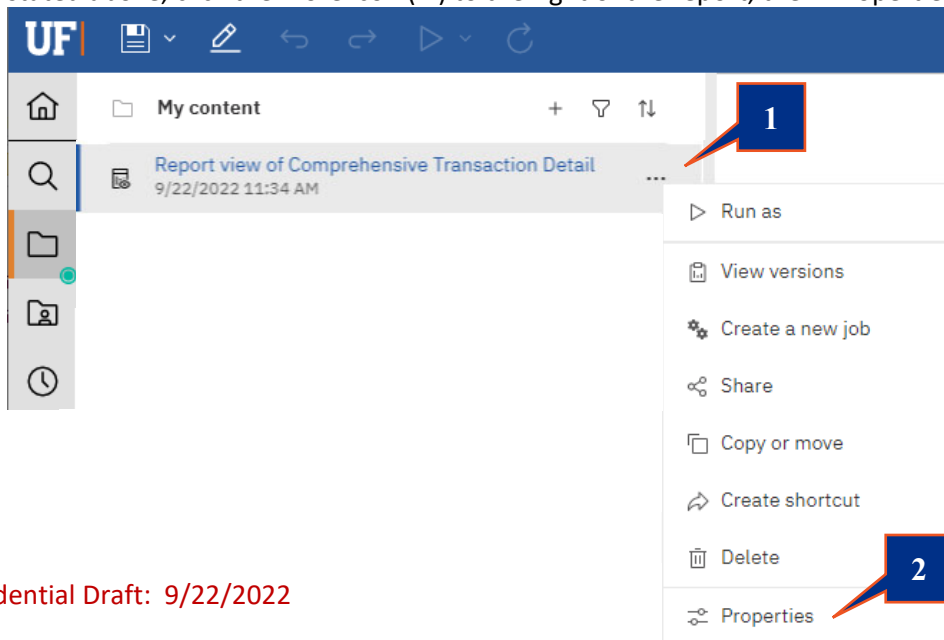 UF
My content
1
Report view of Comprehensive Transaction Detail
9/22/2022 11:34 AM
...
Run as
View versions
Create a new job
Share
Copy or move
Create shortcut
Delete
2
dential Draft: 9/22/2022
Properties